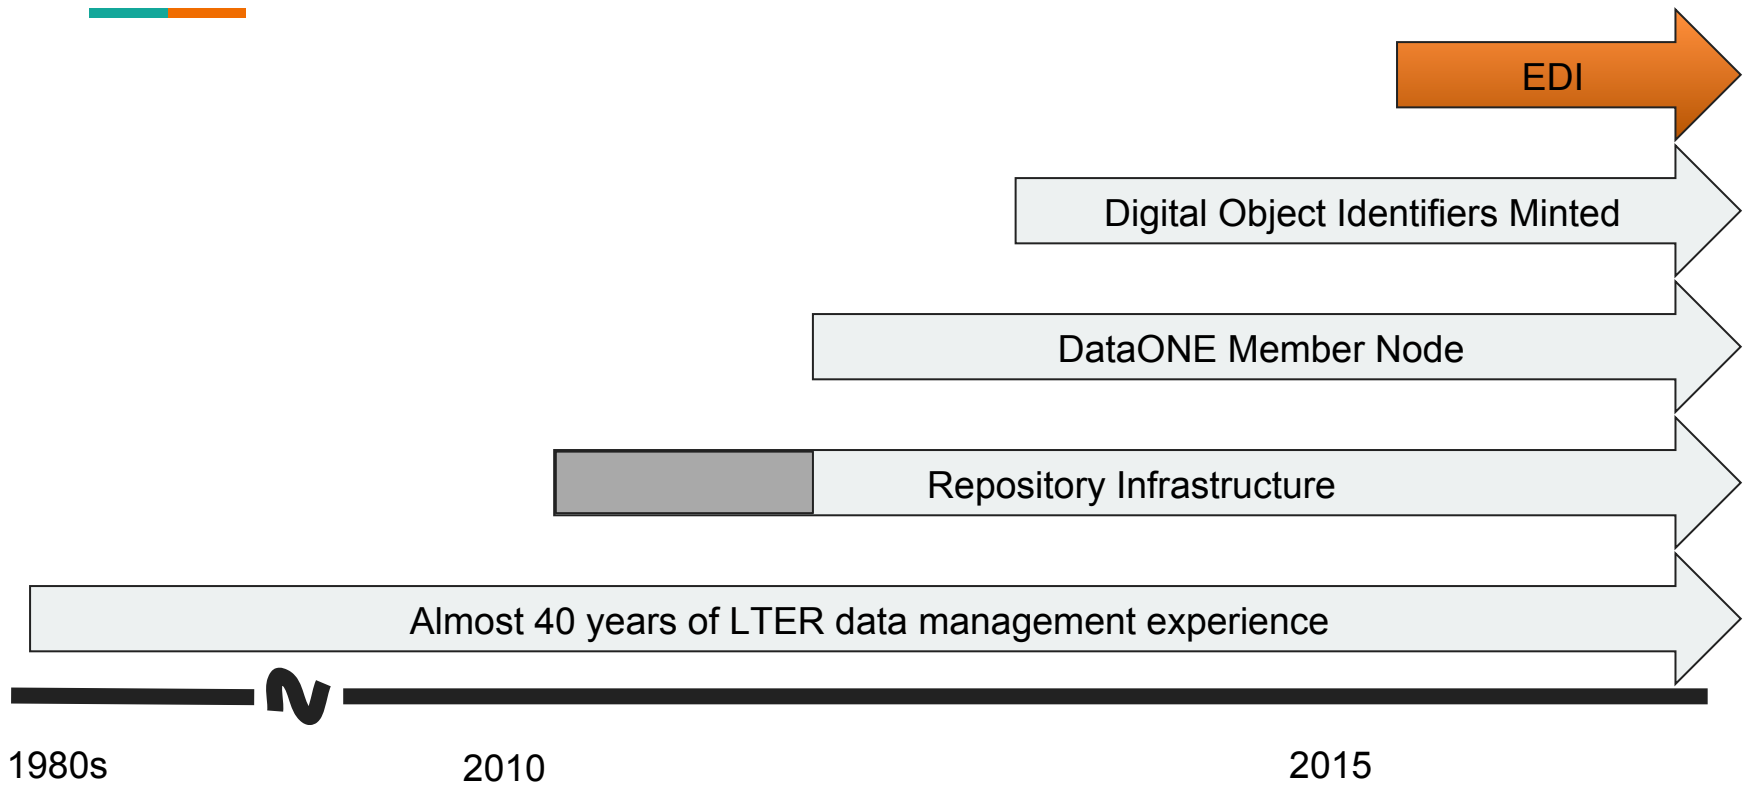 EDI
Digital Object Identifiers Minted
DataONE Member Node
Repository Infrastructure
Almost 40 years of LTER data management experience
1980s
2010
2015